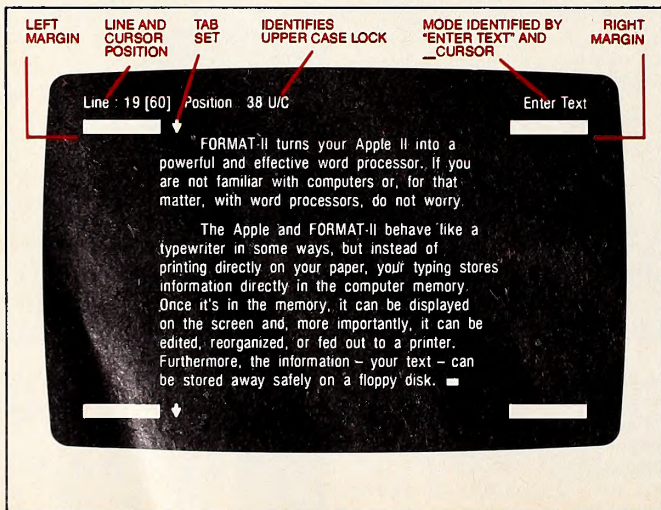 LEFT MARGIN
LINE AND CURSOR POSITION
TAB SET
IDENTIFIES UPPER CASE LOCK
MODE IDENTIFIED BY "ENTER TEXT" AND __CURSOR
RIGHT MARGIN
Line : 19 [60] Position : 38 U/C
Enter Text
FORMAT-II turns your Apple II into a
powerful and effective word processor. If you
are not familiar with computers or, for that
matter, with word processors, do not worry.
The Apple and FORMAT-II behave like a
typewriter in some ways, but instead of
printing directly on your paper, your typing stores
information directly in the computer memory.
Once it's in the memory, it can be displayed
on the screen and, more importantly, it can be
edited, reorganized, or fed out to a printer.
Furthermore, the information – your text – can
be stored away safely on a floppy disk.